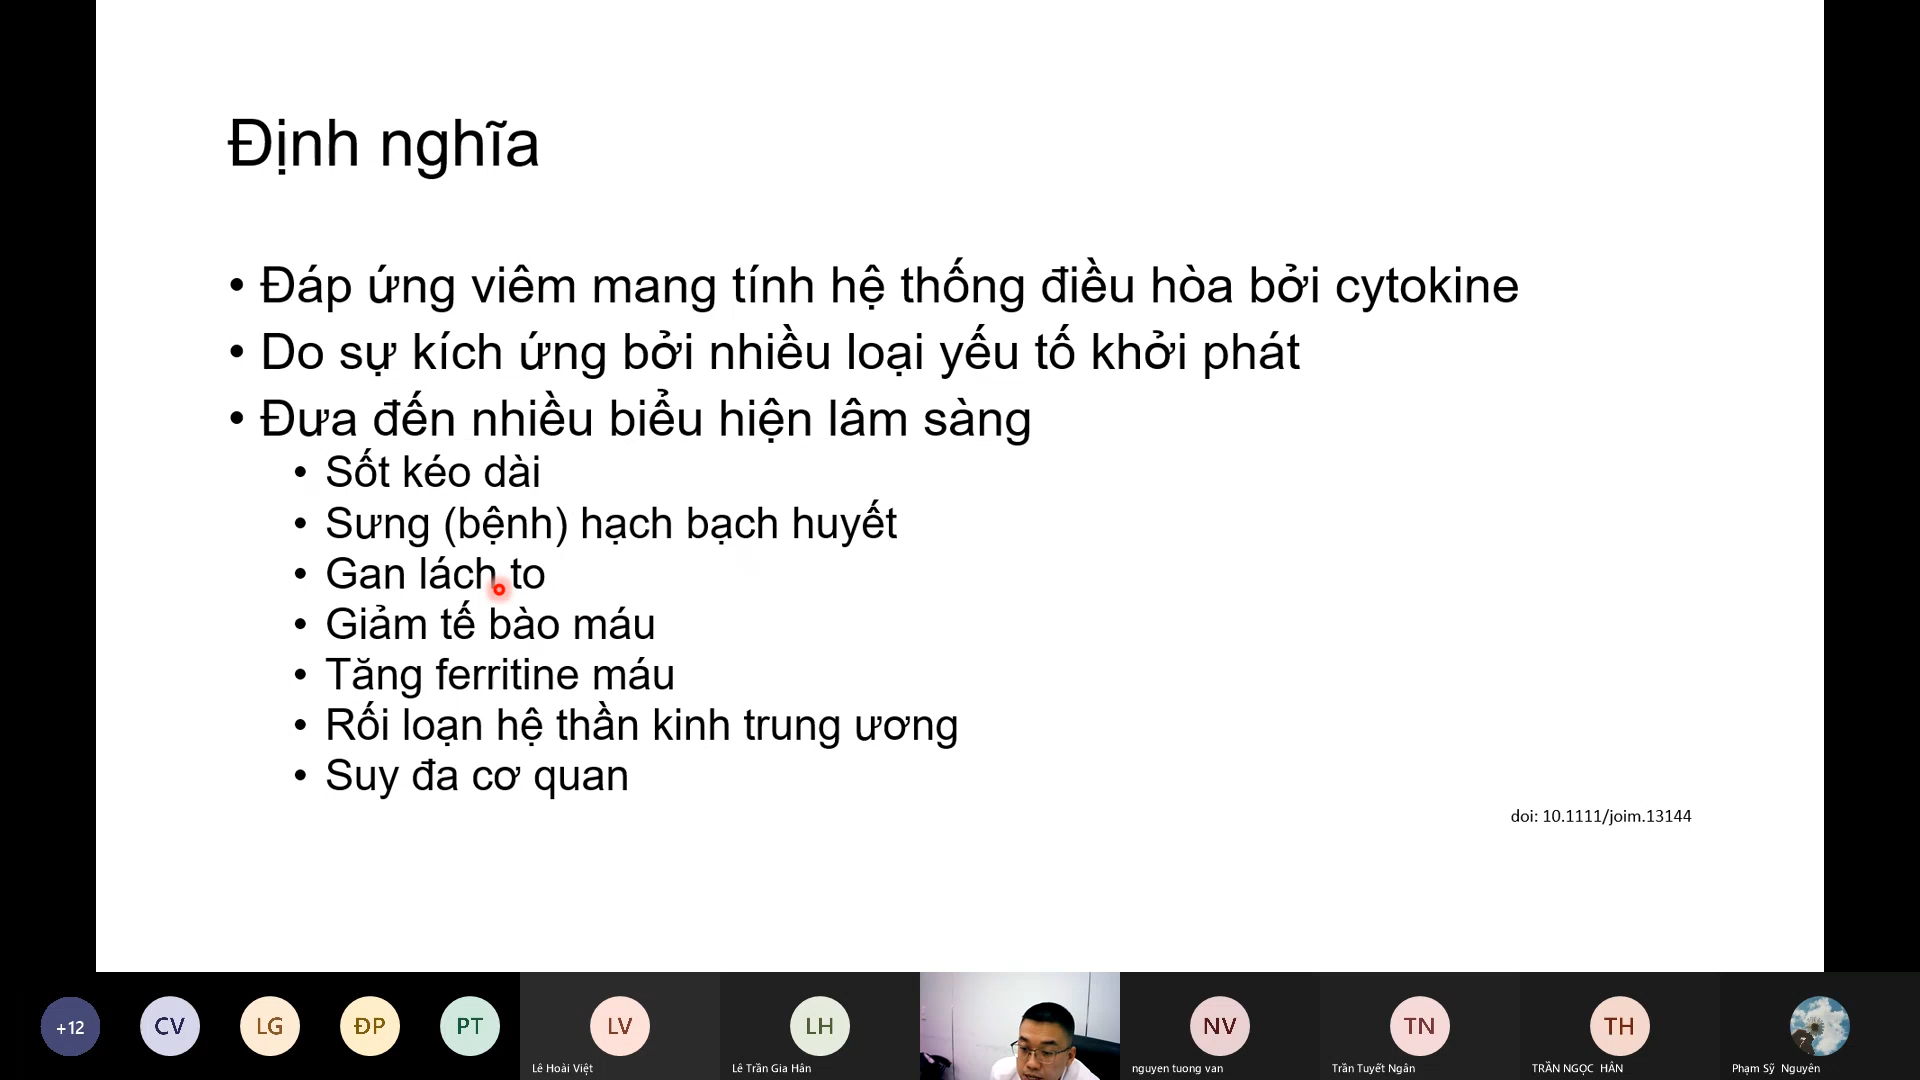 Định nghĩa
• Đáp ứng viêm mang tính hệ thống điều hòa bởi cytokine
• Do sự kích ứng bởi nhiều loại yếu tố khởi phát
• Đưa đến nhiều biểu hiện lâm sàng
• Sốt kéo dài
• Sưng (bệnh) hạch bạch huyết
• Gan lách to
• Giảm tế bào máu
• Tăng ferritine máu
• Rối loạn hệ thần kinh trung ương
• Suy đa cơ quan
doi: 10.1111/joim.13144
+12 CV LG ĐP PT LV LH NV TN TH
Lê Hoài Việt Lê Trần Gia Hân nguyen tuong van Trần Tuyết Ngân TRẦN NGỌC HÂN Phạm Sỹ Nguyên